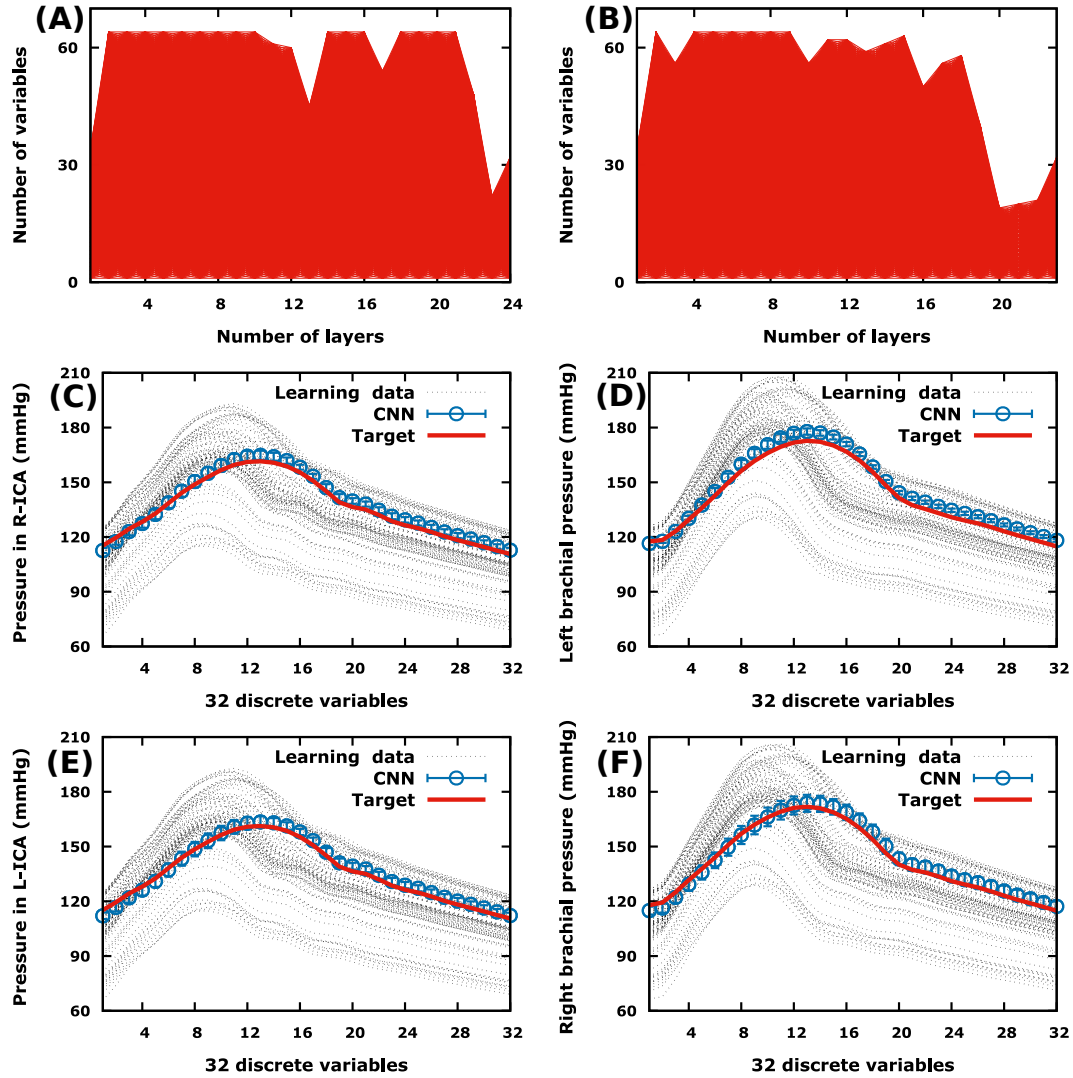 (A)
Number of variables
60
30
0
4
8
12
16
20
24
Number of layers
(B)
Number of variables
60
30
0
4
8
12
16
20
Number of layers
(C)
Pressure in R-ICA (mmHg)
210
180
150
120
90
60
Learning data
CNN
Target
4
8
12
16
20
24
28
32
32 discrete variables
(D)
Left brachial pressure (mmHg)
210
180
150
120
90
60
Learning data
CNN
Target
4
8
12
16
20
24
28
32
32 discrete variables
(E)
Pressure in L-ICA (mmHg)
210
180
150
120
90
60
Learning data
CNN
Target
4
8
12
16
20
24
28
32
32 discrete variables
(F)
Right brachial pressure (mmHg)
210
180
150
120
90
60
Learning data
CNN
Target
4
8
12
16
20
24
28
32
32 discrete variables